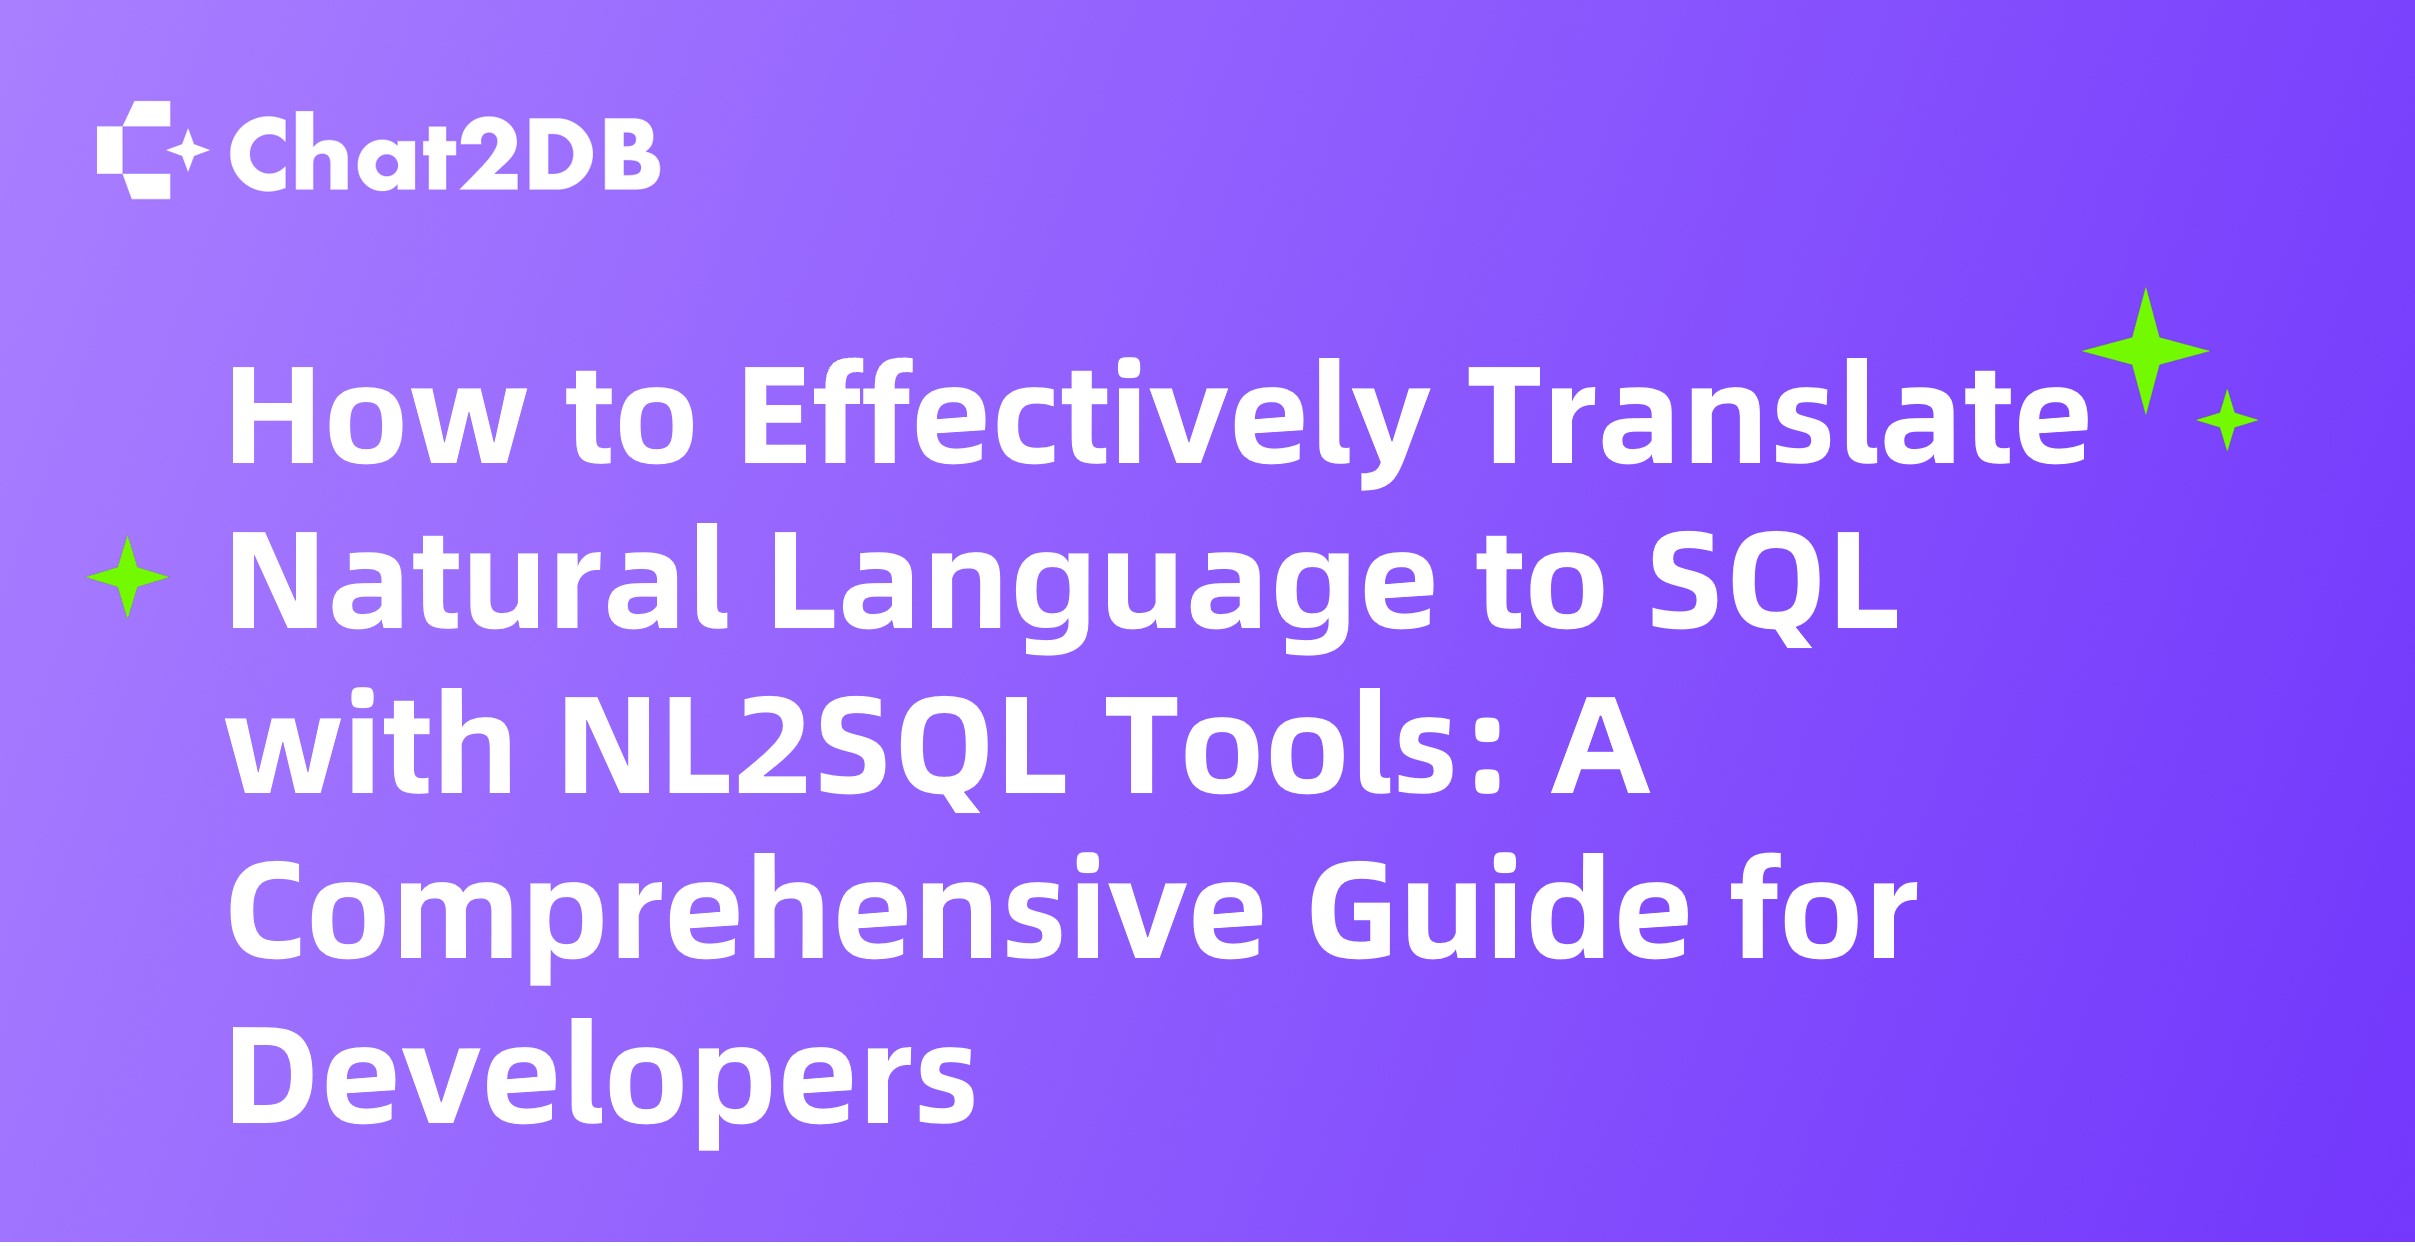 Chat2DB
How to Effectively Translate
Natural Language to SQL
with NL2SQL Tools: A
Comprehensive Guide for
Developers